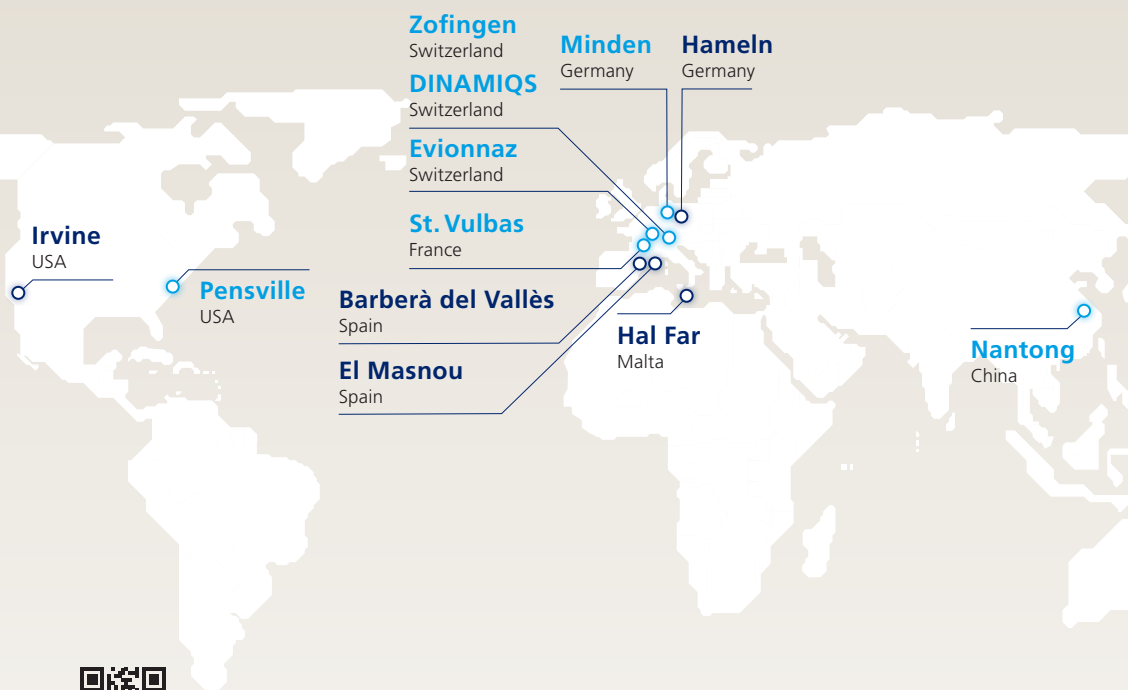 Zofingen
Switzerland
DINAMIQS
Switzerland
Evionnaz
Switzerland
St. Vulbas
France
Minden
Germany
Hameln
Germany
Irvine
USA
Pensville
USA
Barberà del Vallès
Spain
El Masnou
Spain
Hal Far
Malta
Nantong
China